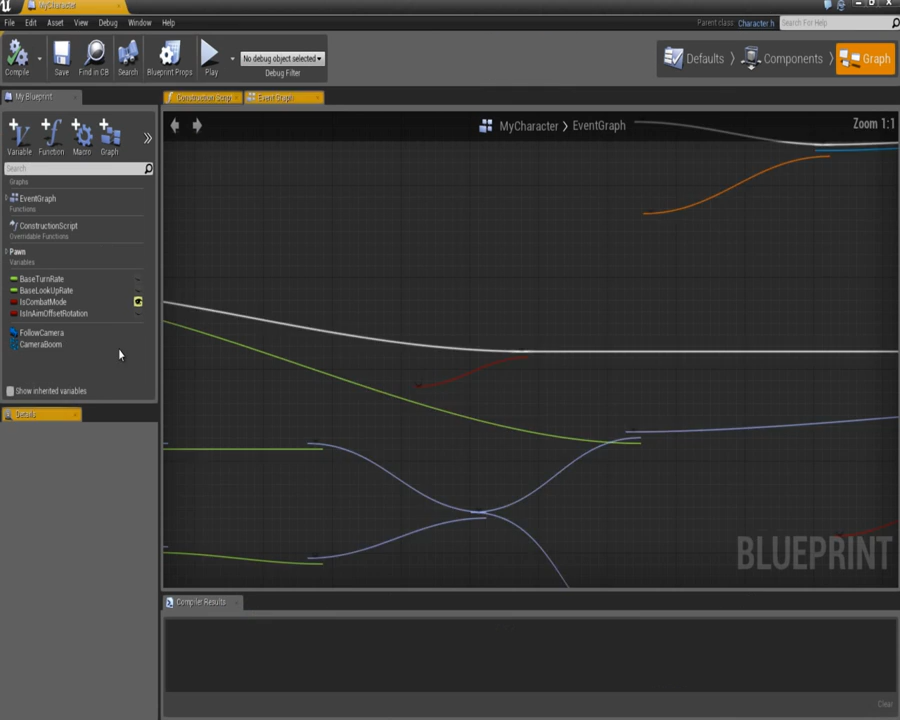 MyCharacter
File Edit Asset View Debug Window Help
Parent class: Character.h
Search For Help
Compile Save Find in CB Search Blueprint Props Play
No debug object selected
Debug Filter
Defaults Components Graph
My Blueprint
Construction Scrip
Event Graph
Variable Function Macro Graph
MyCharacter > EventGraph
Zoom 1:1
Search
Graphs
EventGraph
Functions
ConstructionScript
Overridable Functions
Pawn
Variables
BaseTurnRate
BaseLookUpRate
IsCombatMode
IsInAimOffsetRotation
FollowCamera
CameraBoom
Show inherited variables
Details
BLUEPRINT
Compiler Results
Clear